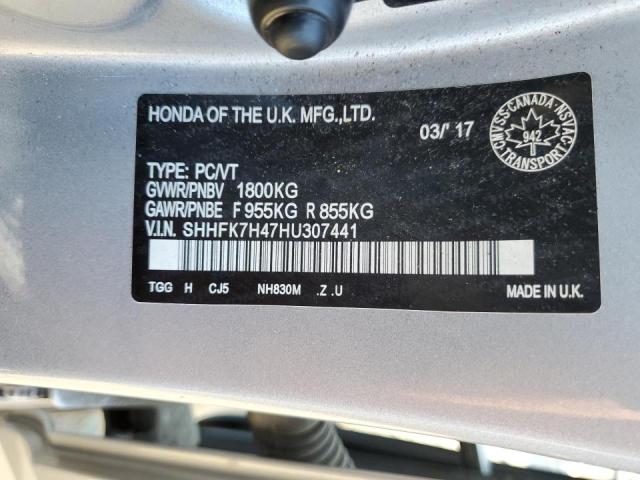 HONDA OF THE U.K. MFG.,LTD.
03/' 17
CMVSS·CANADA·NSVAC
942
TRANSPORT
TYPE: PC/VT
GVWR/PNBV 1800KG
GAWR/PNBE F 955KG R 855KG
V.I.N. SHHFK7H47HU307441
TGG H CJ5 NH830M .Z .U
MADE IN U.K.